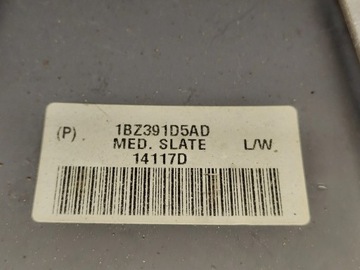 (P) 1BZ391D5AD
MED. SLATE L/W
14117D